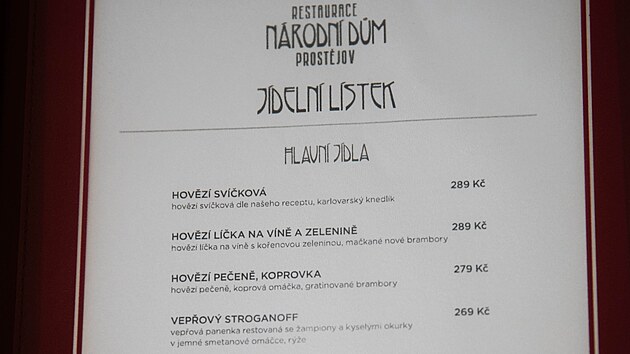 RESTAURACE
NÁRODNÍ DŮM
PROSTĚJOV
JÍDELNÍ LÍSTEK
HLAVNÍ JÍDLA
HOVĚZÍ SVÍČKOVÁ 289 Kč
hovězí svíčková dle našeho receptu, karlovarský knedlík
HOVĚZÍ LÍČKA NA VÍNĚ A ZELENINĚ 289 Kč
hovězí líčka na víně s kořenovou zeleninou, mačkané nové brambory
HOVĚZÍ PEČENĚ, KOPROVKA 279 Kč
hovězí pečeně, koprová omáčka, gratinované brambory
VEPŘOVÝ STROGANOFF 269 Kč
vepřová panenka restovaná se žampiony a kyselými okurky
v jemné smetanové omáčce, rýže